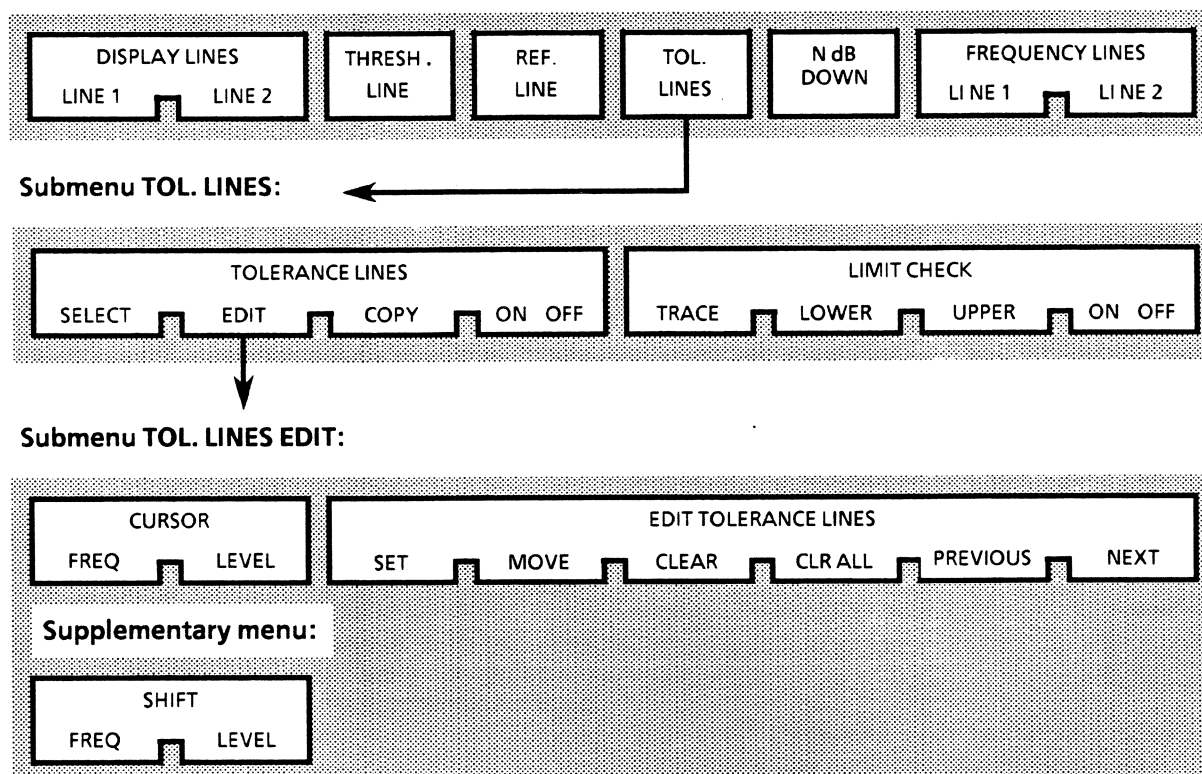 DISPLAY LINES
LINE 1 LINE 2
THRESH.
LINE
REF.
LINE
TOL.
LINES
N dB
DOWN
FREQUENCY LINES
LINE 1 LINE 2
Submenu TOL. LINES:
TOLERANCE LINES
SELECT EDIT COPY ON OFF
LIMIT CHECK
TRACE LOWER UPPER ON OFF
Submenu TOL. LINES EDIT:
CURSOR
FREQ LEVEL
EDIT TOLERANCE LINES
SET MOVE CLEAR CLR ALL PREVIOUS NEXT
Supplementary menu:
SHIFT
FREQ LEVEL